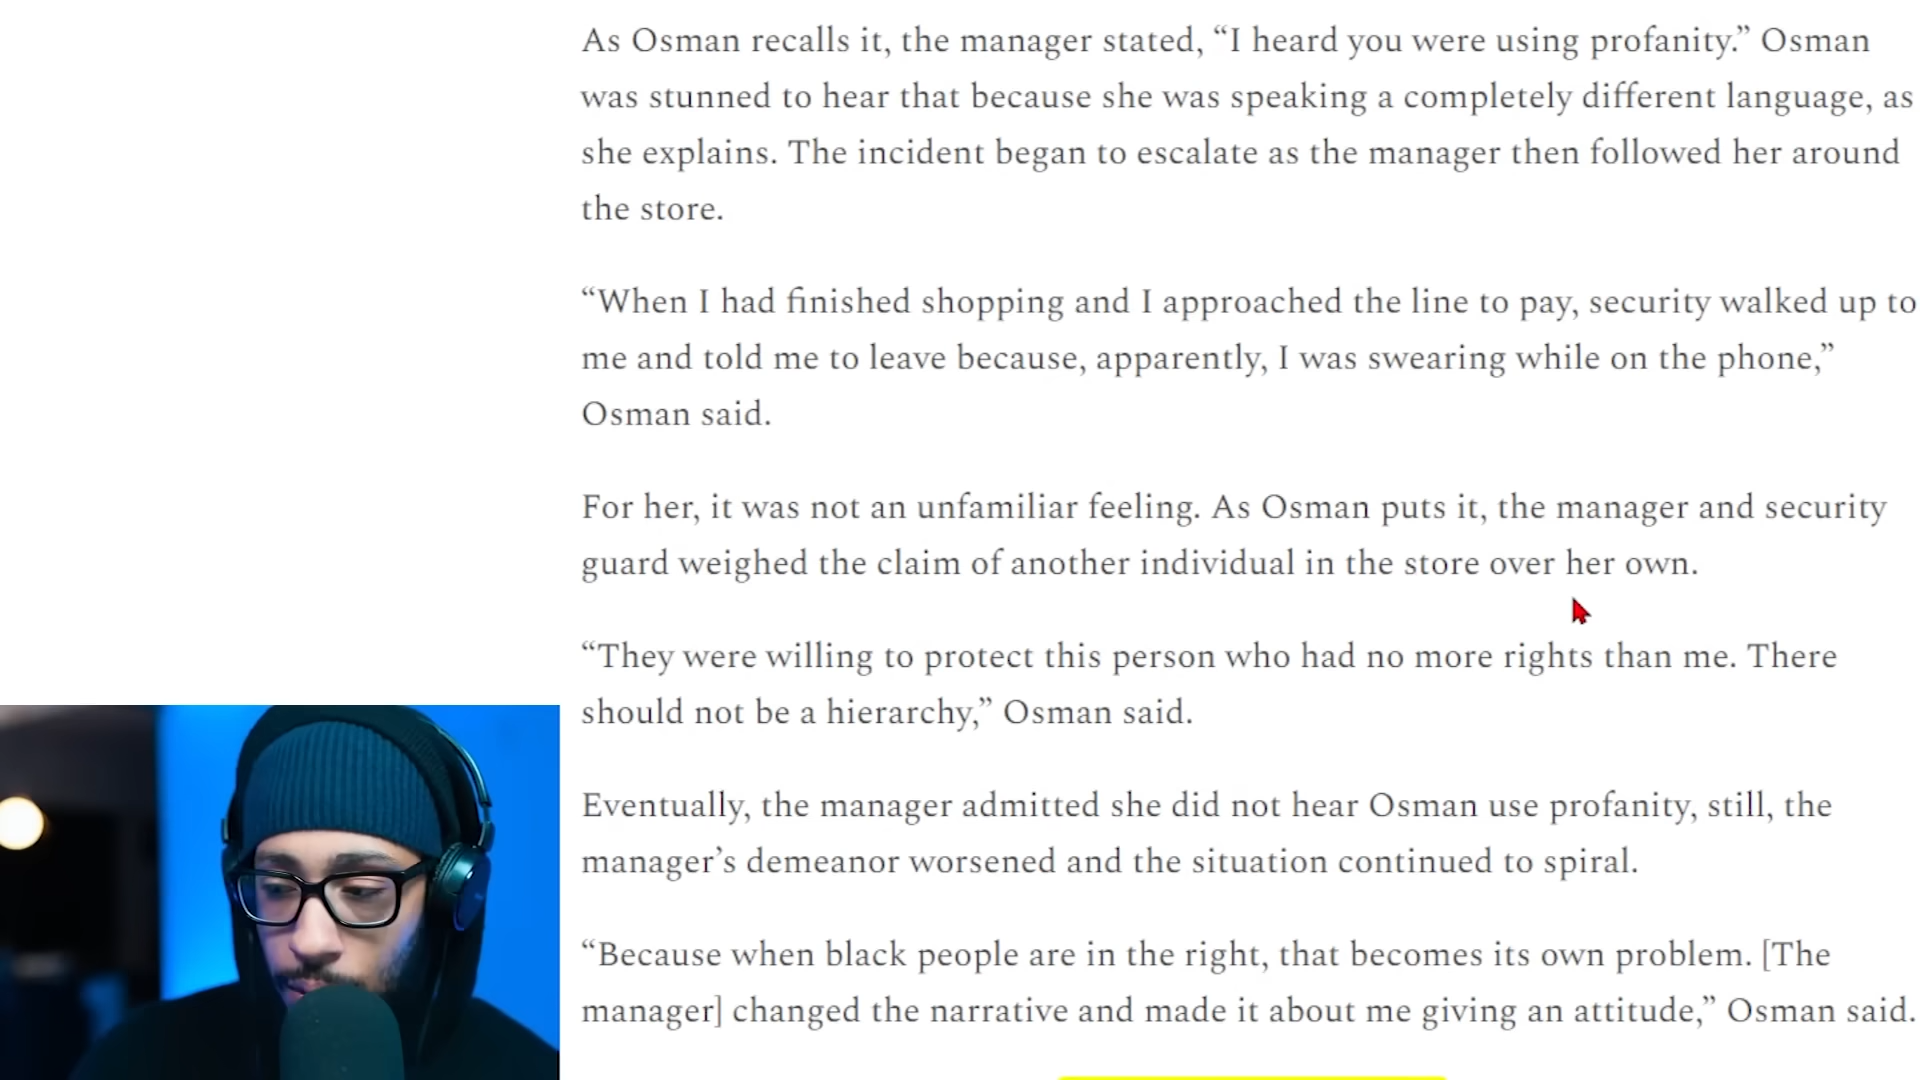 As Osman recalls it, the manager stated, “I heard you were using profanity.” Osman
was stunned to hear that because she was speaking a completely different language, as
she explains. The incident began to escalate as the manager then followed her around
the store.
“When I had finished shopping and I approached the line to pay, security walked up to
me and told me to leave because, apparently, I was swearing while on the phone,”
Osman said.
For her, it was not an unfamiliar feeling. As Osman puts it, the manager and security
guard weighed the claim of another individual in the store over her own.
“They were willing to protect this person who had no more rights than me. There
should not be a hierarchy,” Osman said.
Eventually, the manager admitted she did not hear Osman use profanity, still, the
manager’s demeanor worsened and the situation continued to spiral.
“Because when black people are in the right, that becomes its own problem. [The
manager] changed the narrative and made it about me giving an attitude,” Osman said.